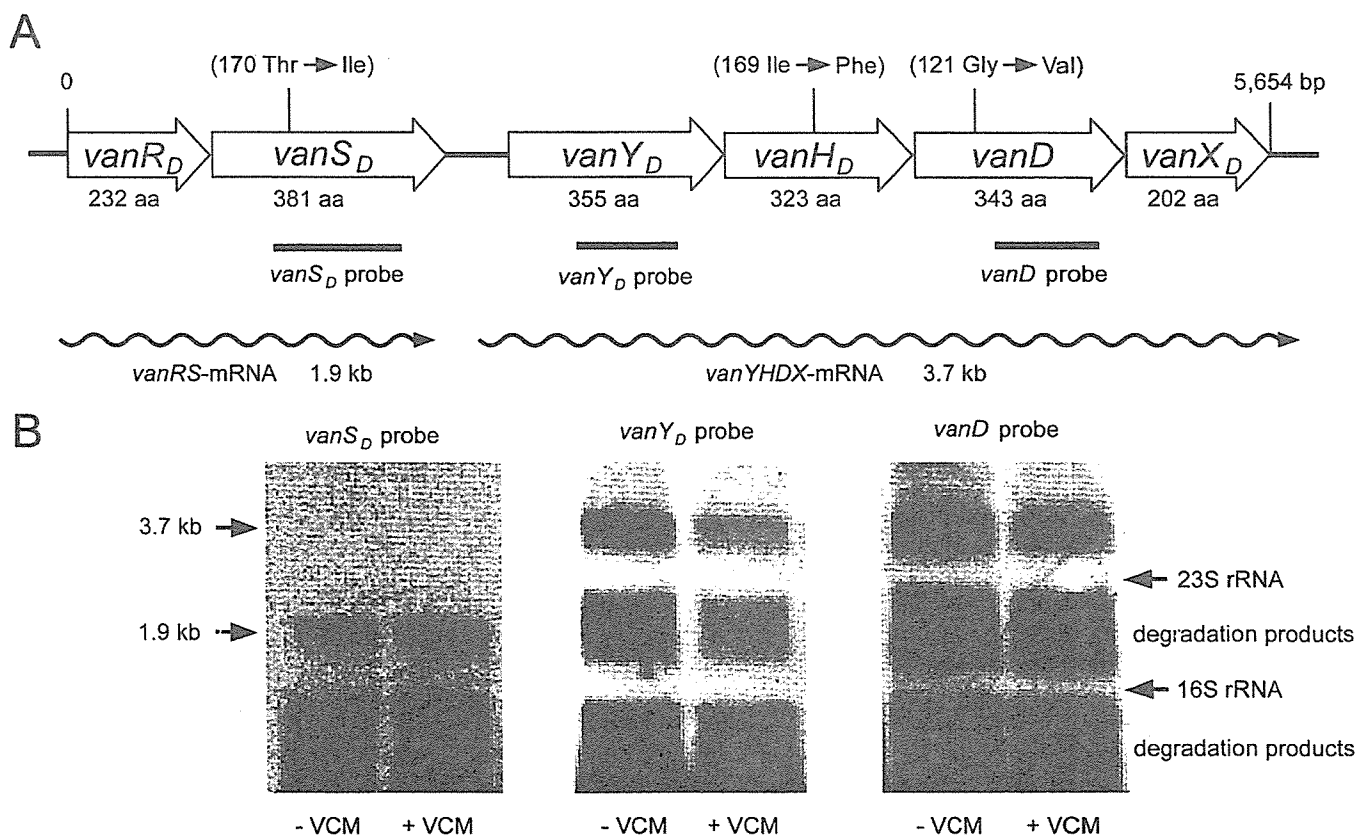 A
(170 Thr → Ile) (169 Ile → Phe) (121 Gly → Val)
0 5,654 bp
vanR_D vanS_D vanY_D vanH_D vanD vanX_D
232 aa 381 aa 355 aa 323 aa 343 aa 202 aa
vanS_D probe vanY_D probe vanD probe
vanRS-mRNA 1.9 kb vanYHDX-mRNA 3.7 kb
B
vanS_D probe vanY_D probe vanD probe
3.7 kb
23S rRNA
1.9 kb
degradation products
16S rRNA
degradation products
- VCM + VCM - VCM + VCM - VCM + VCM